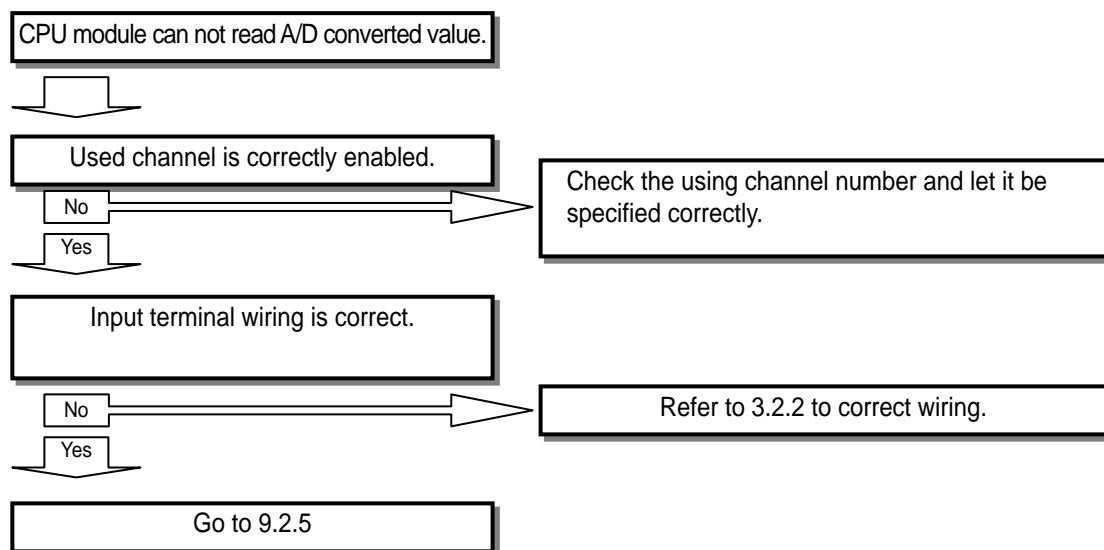 CPU module can not read A/D converted value.
Used channel is correctly enabled.
No
Check the using channel number and let it be
specified correctly.
Yes
Input terminal wiring is correct.
No
Refer to 3.2.2 to correct wiring.
Yes
Go to 9.2.5